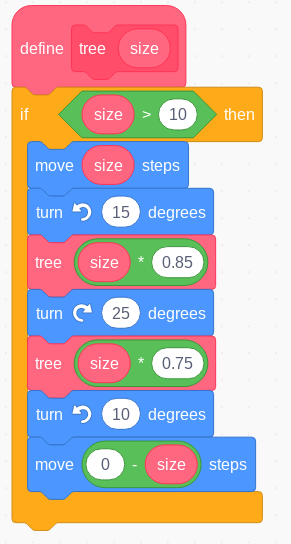 define tree size
if size > 10 then
move size steps
turn 15 degrees
tree size * 0.85
turn 25 degrees
tree size * 0.75
turn 10 degrees
move 0 - size steps